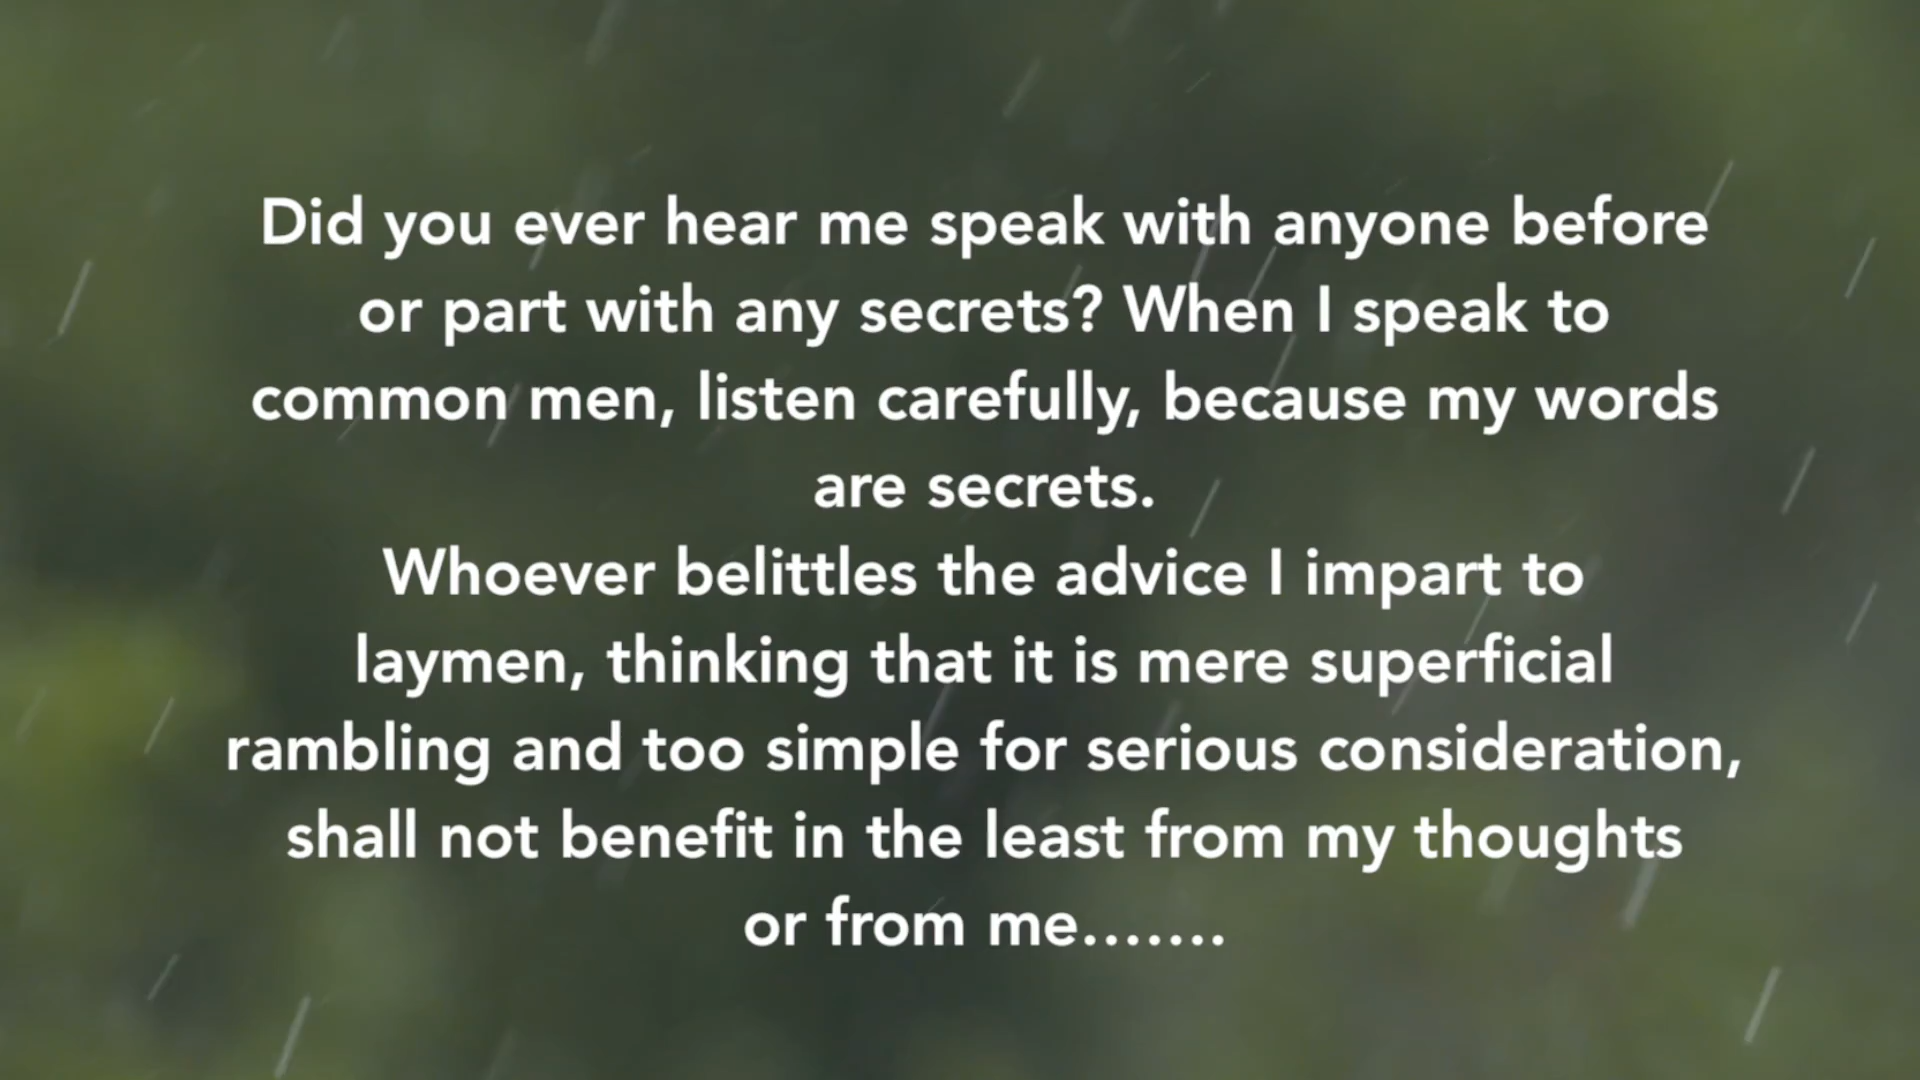 Did you ever hear me speak with anyone before
or part with any secrets? When I speak to
common men, listen carefully, because my words
are secrets.
Whoever belittles the advice I impart to
laymen, thinking that it is mere superficial
rambling and too simple for serious consideration,
shall not benefit in the least from my thoughts
or from me.......